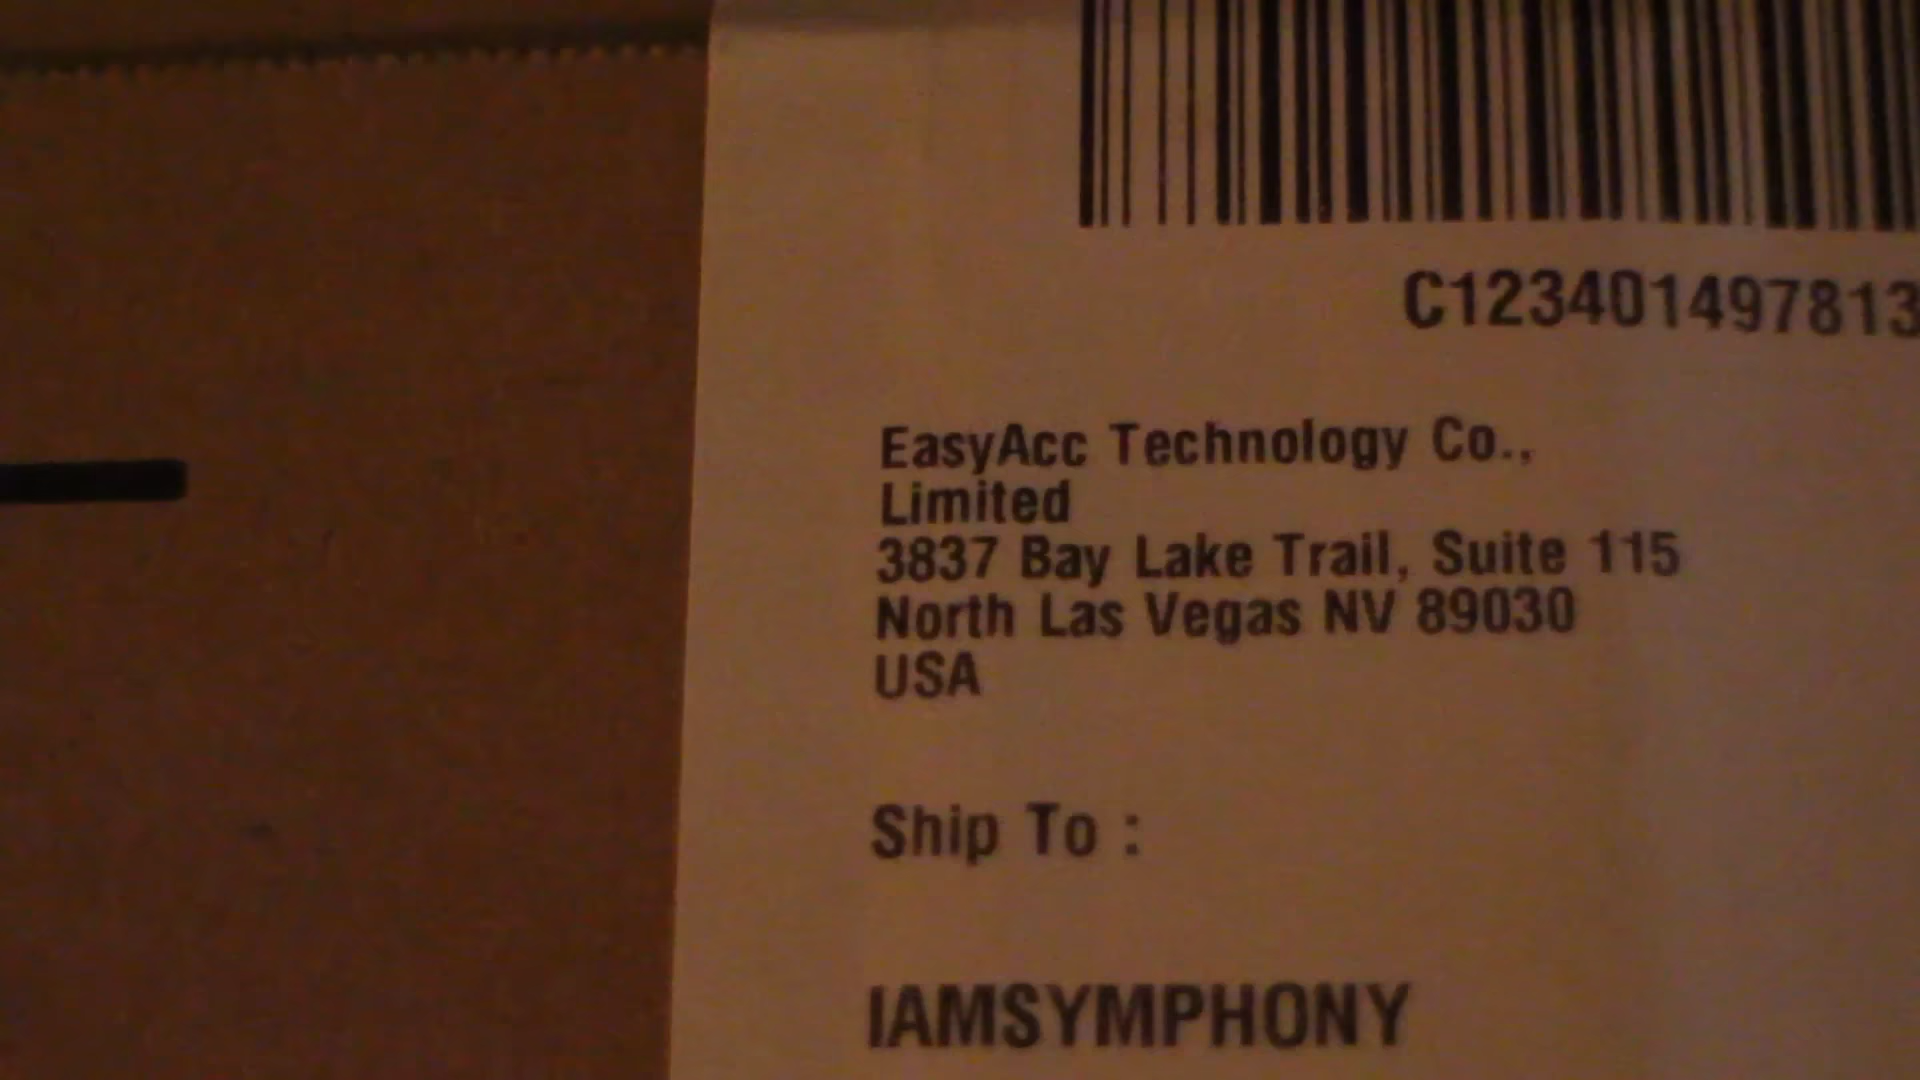 C123401497813
EasyAcc Technology Co.,
Limited
3837 Bay Lake Trail, Suite 115
North Las Vegas NV 89030
USA
Ship To :
IAMSYMPHONY